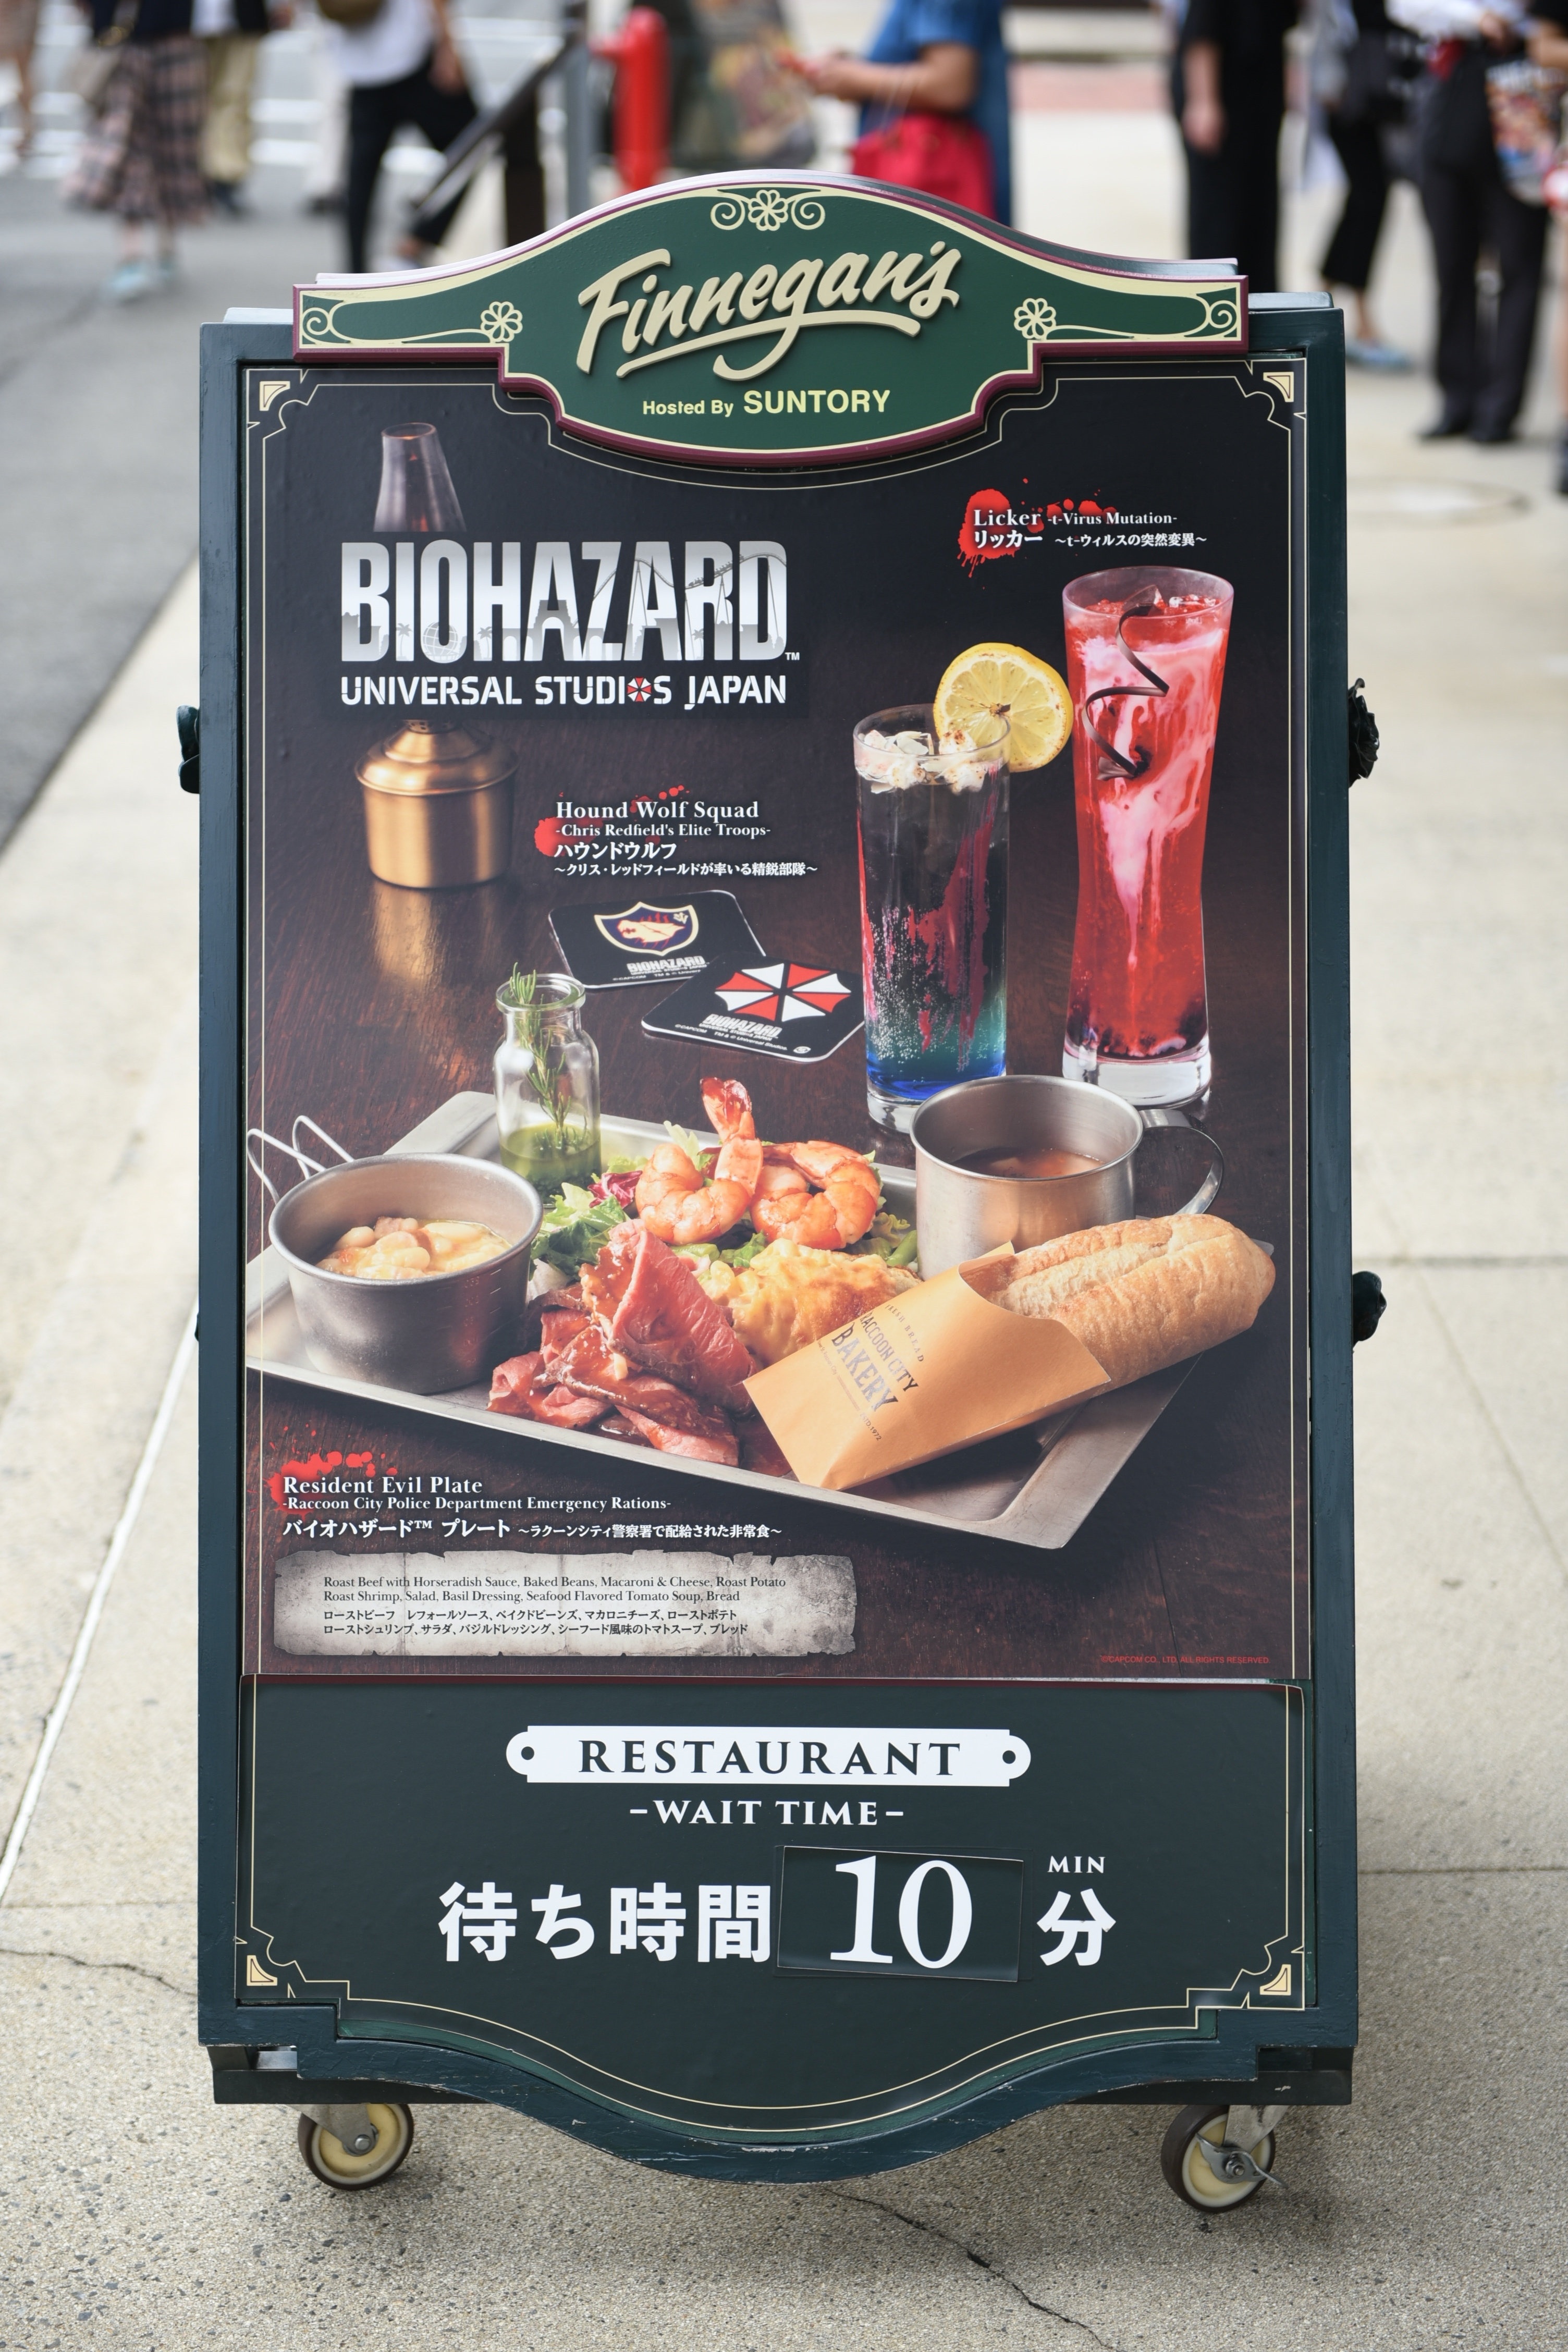 Finnegan's
Hosted By SUNTORY
Licker -t-Virus Mutation-
リッカー ～t-ウィルスの突然変異～
BIOHAZARD™
UNIVERSAL STUDIOS JAPAN
Hound Wolf Squad
-Chris Redfield's Elite Troops-
ハウンドウルフ
～クリス・レッドフィールドが率いる精鋭部隊～
BIOHAZARD
BIOHAZARD
FRESH BREAD
RACCOON CITY
BAKERY
Resident Evil Plate
-Raccoon City Police Department Emergency Rations-
バイオハザード™ プレート ～ラクーンシティ警察署で配給された非常食～
Roast Beef with Horseradish Sauce, Baked Beans, Macaroni & Cheese, Roast Potato
Roast Shrimp, Salad, Basil Dressing, Seafood Flavored Tomato Soup, Bread
ローストビーフ レフォールソース、ベイクドビーンズ、マカロニチーズ、ローストポテト
ローストシュリンプ、サラダ、バジルドレッシング、シーフード風味のトマトスープ、ブレッド
©CAPCOM CO., LTD. ALL RIGHTS RESERVED.
RESTAURANT
-WAIT TIME-
MIN
待ち時間 10 分